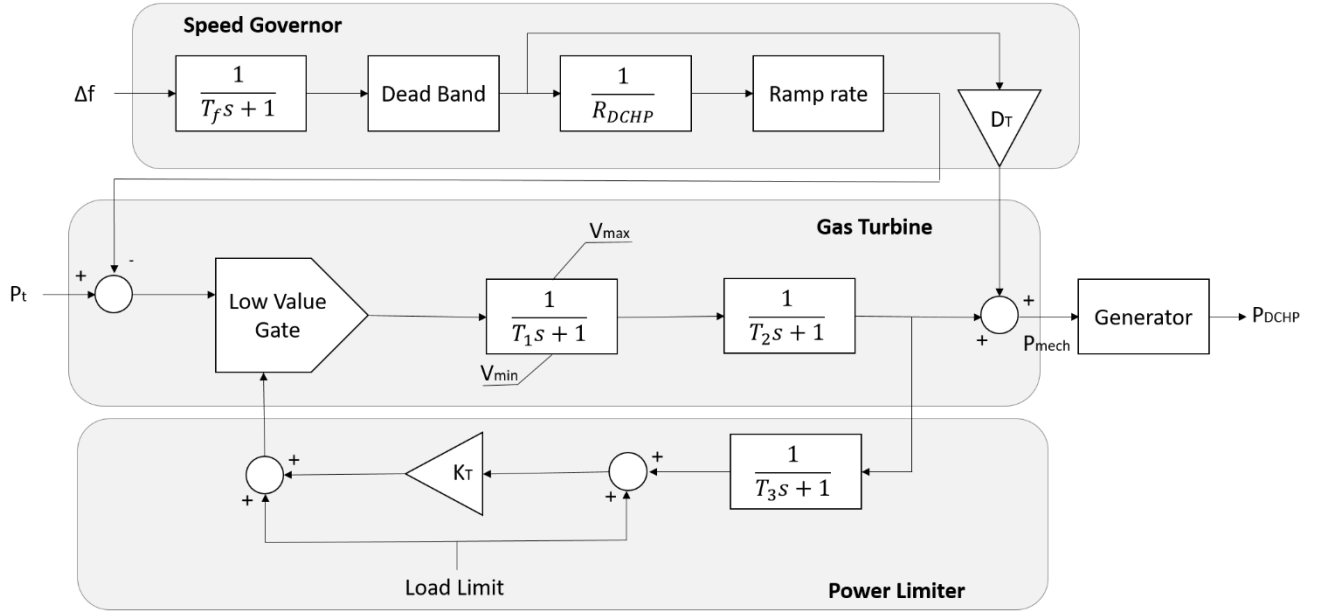 Speed Governor
Δf
1
T_f s + 1
Dead Band
1
R_DCHP
Ramp rate
D_T
Gas Turbine
V_max
+
-
P_t
Low Value
Gate
1
T_1 s + 1
1
T_2 s + 1
+
+
P_mech
Generator
P_DCHP
V_min
+
+
K_T
+
+
1
T_3 s + 1
Load Limit
Power Limiter